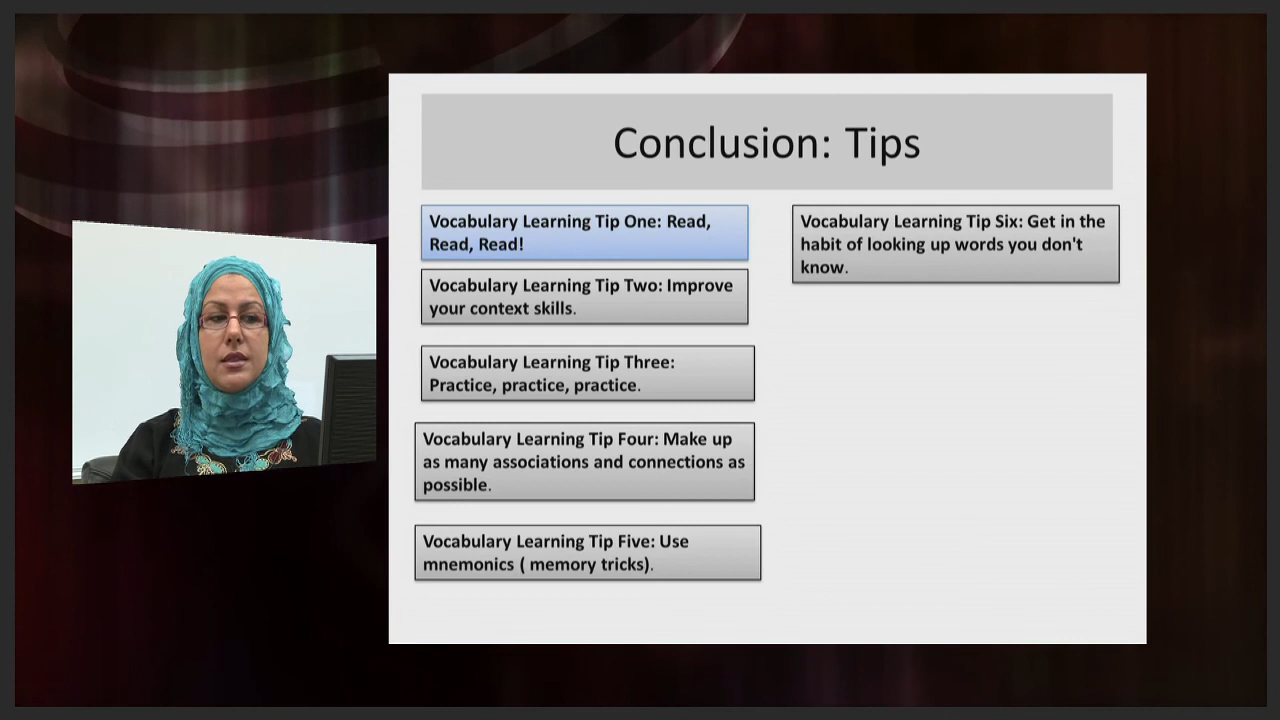 Conclusion: Tips
Vocabulary Learning Tip One: Read,
Read, Read!
Vocabulary Learning Tip Two: Improve
your context skills.
Vocabulary Learning Tip Three:
Practice, practice, practice.
Vocabulary Learning Tip Four: Make up
as many associations and connections as
possible.
Vocabulary Learning Tip Five: Use
mnemonics ( memory tricks).
Vocabulary Learning Tip Six: Get in the
habit of looking up words you don't
know.